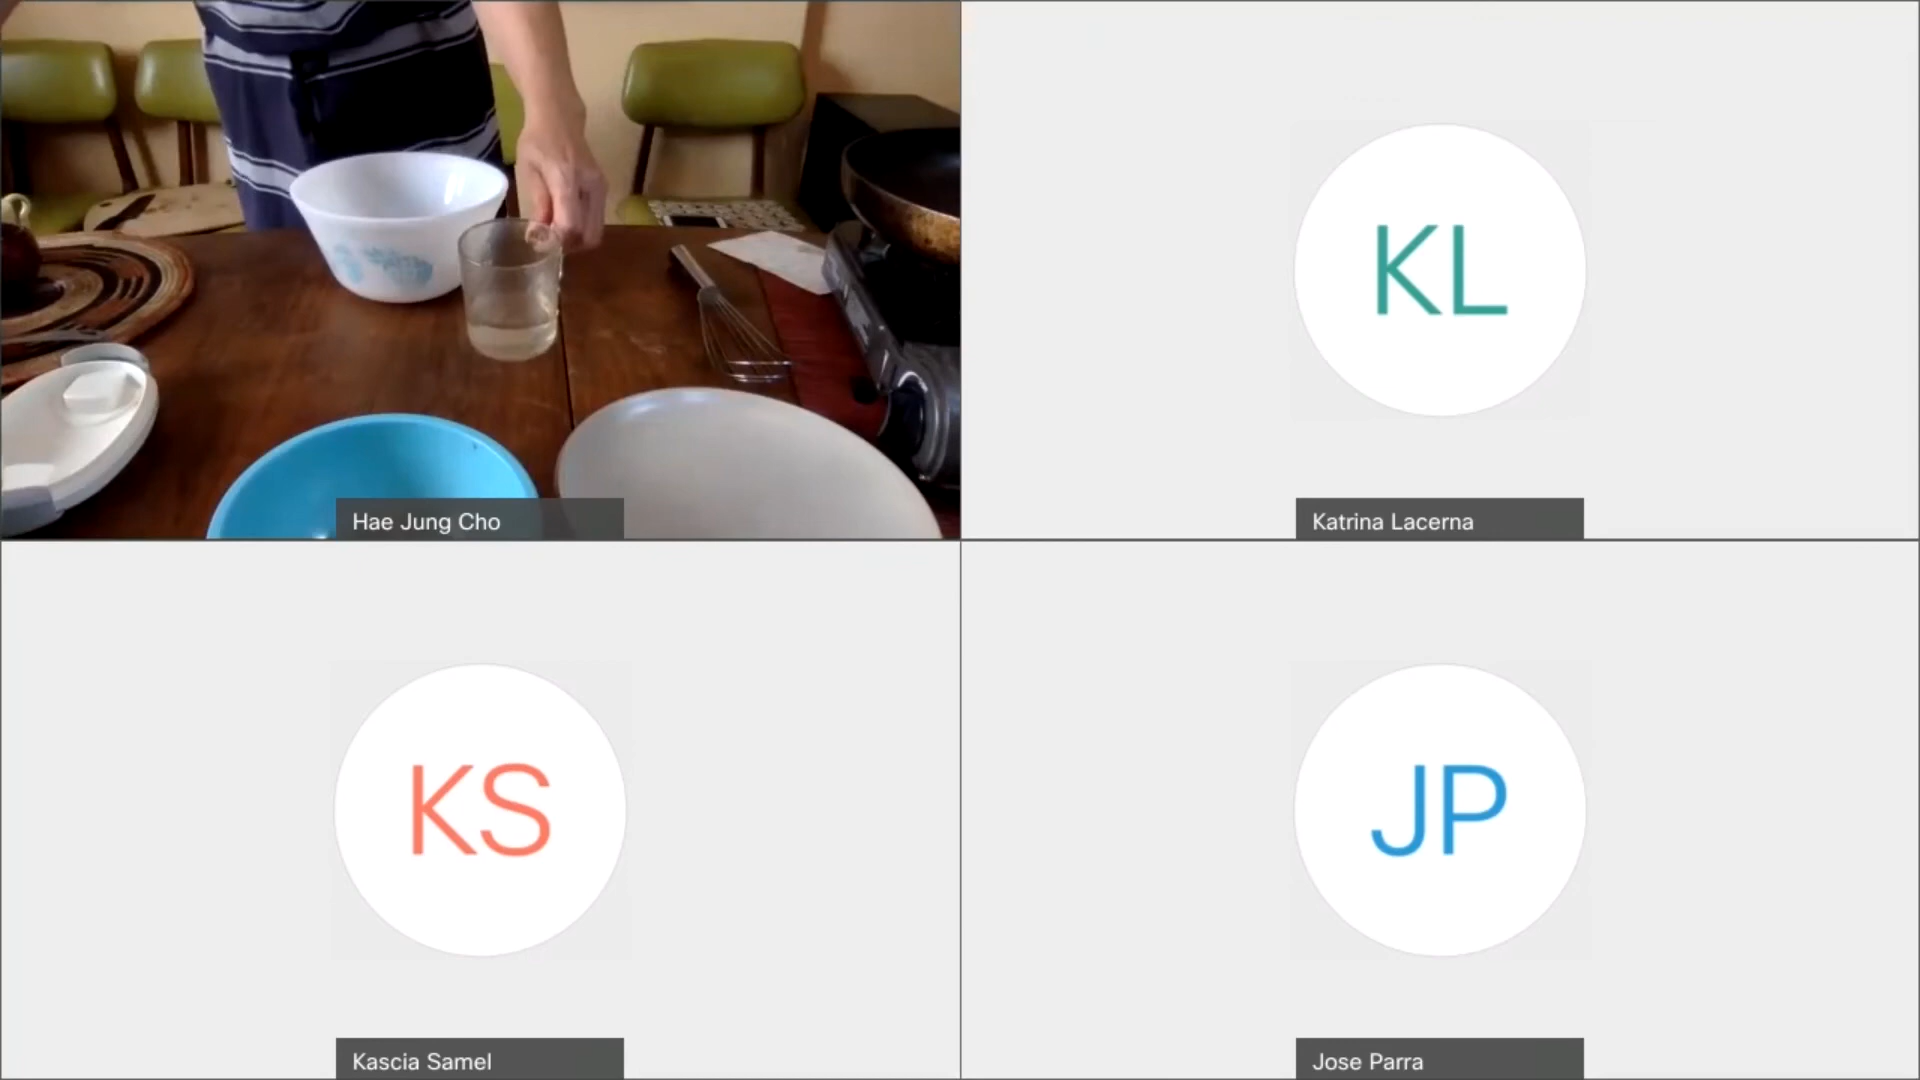 KL
Hae Jung Cho
Katrina Lacerna
KS
JP
Kascia Samel
Jose Parra